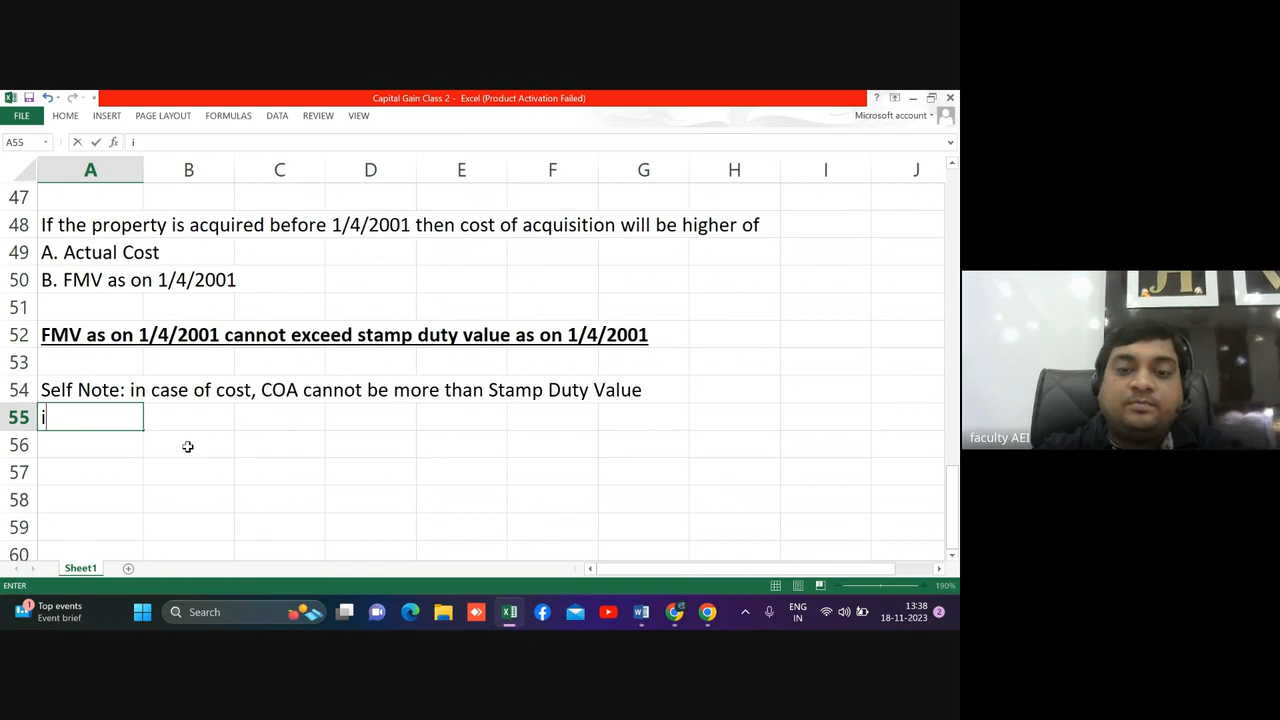 Capital Gain Class 2 - Excel (Product Activation Failed)
FILE HOME INSERT PAGE LAYOUT FORMULAS DATA REVIEW VIEW Microsoft account
A55 fx i
A B C D E F G H I J
47
48 If the property is acquired before 1/4/2001 then cost of acquisition will be higher of
49 A. Actual Cost
50 B. FMV as on 1/4/2001
51
52 FMV as on 1/4/2001 cannot exceed stamp duty value as on 1/4/2001
53
54 Self Note: in case of cost, COA cannot be more than Stamp Duty Value
55 i
56
57
58
59
60
faculty AEI
Sheet1
ENTER 190%
1 Top events
Event brief
Search
ENG
IN
13:38
18-11-2023
2